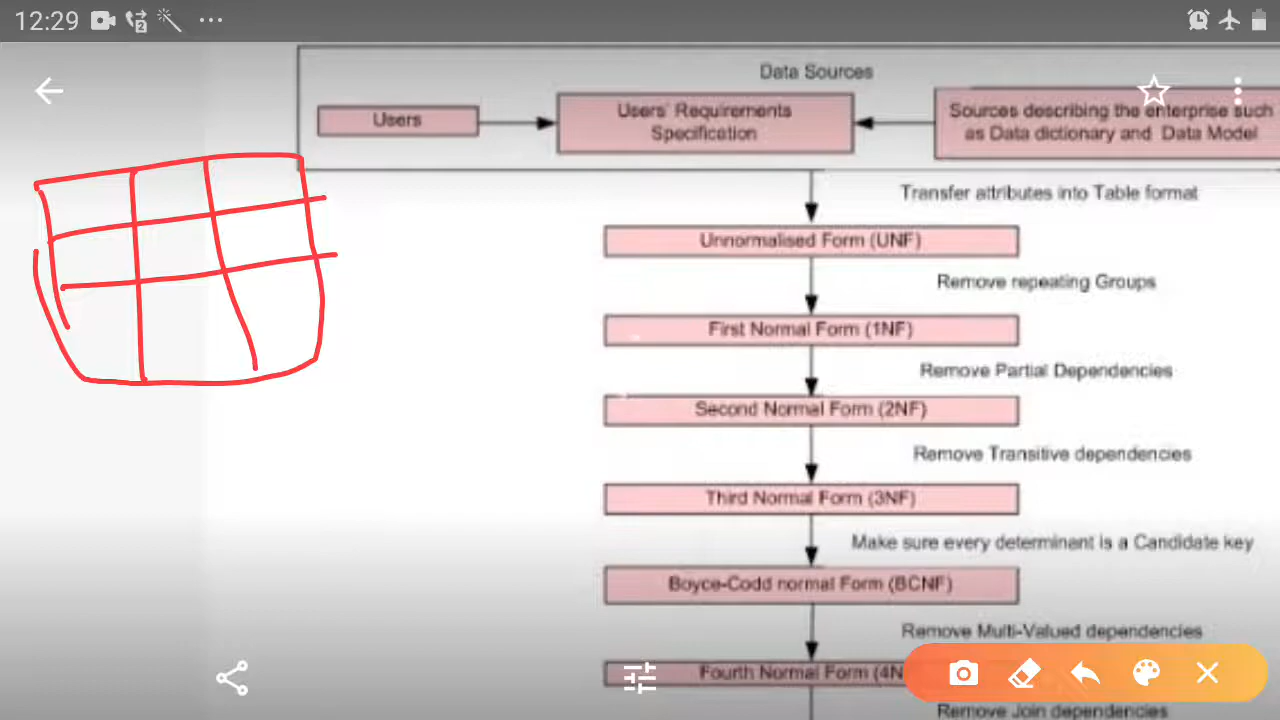 12:29
Data Sources
Users
Users' Requirements
Specification
Sources describing the enterprise such
as Data dictionary and Data Model
Transfer attributes into Table format
Unnormalised Form (UNF)
Remove repeating Groups
First Normal Form (1NF)
Remove Partial Dependencies
Second Normal Form (2NF)
Remove Transitive dependencies
Third Normal Form (3NF)
Make sure every determinant is a Candidate key
Boyce-Codd normal Form (BCNF)
Remove Multi-Valued dependencies
Fourth Normal Form (4N
Remove Join dependencies